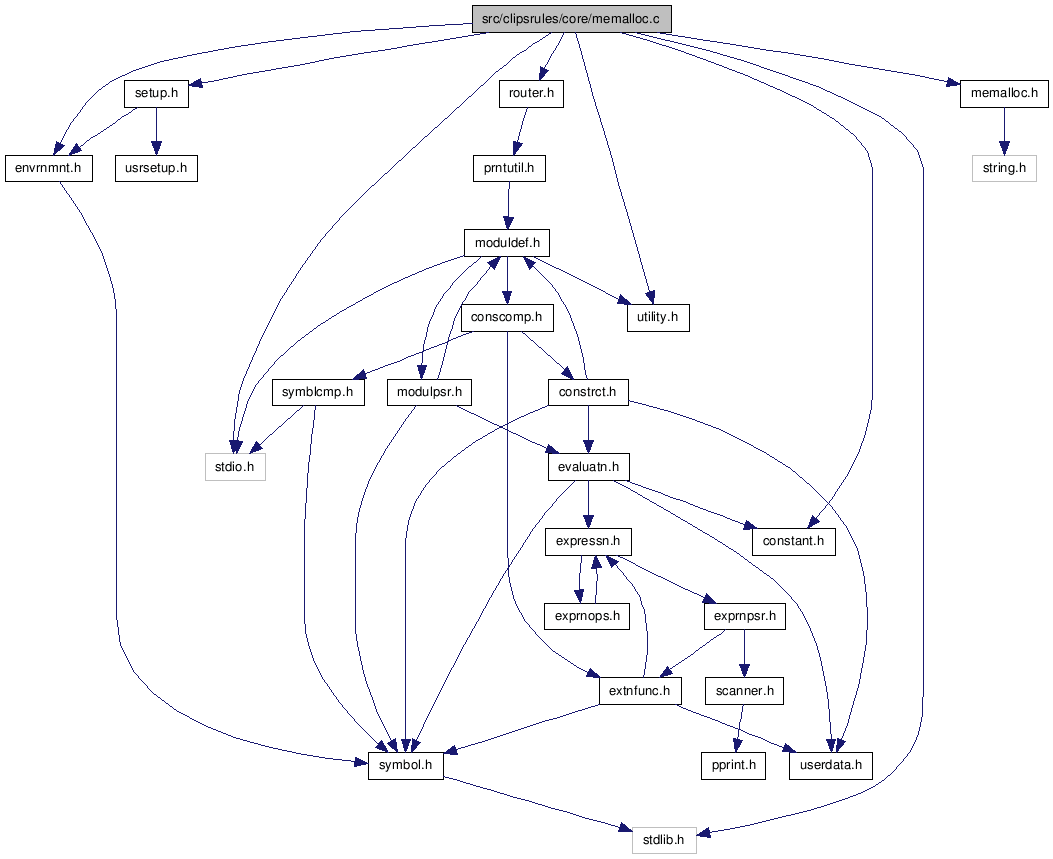 src/clipsrules/core/memalloc.c
setup.h
router.h
memalloc.h
envrnmnt.h
usrsetup.h
prntutil.h
string.h
moduldef.h
conscomp.h
utility.h
symblcmp.h
modulpsr.h
constrct.h
stdio.h
evaluatn.h
expressn.h
constant.h
exprnops.h
exprnpsr.h
extnfunc.h
scanner.h
symbol.h
pprint.h
userdata.h
stdlib.h